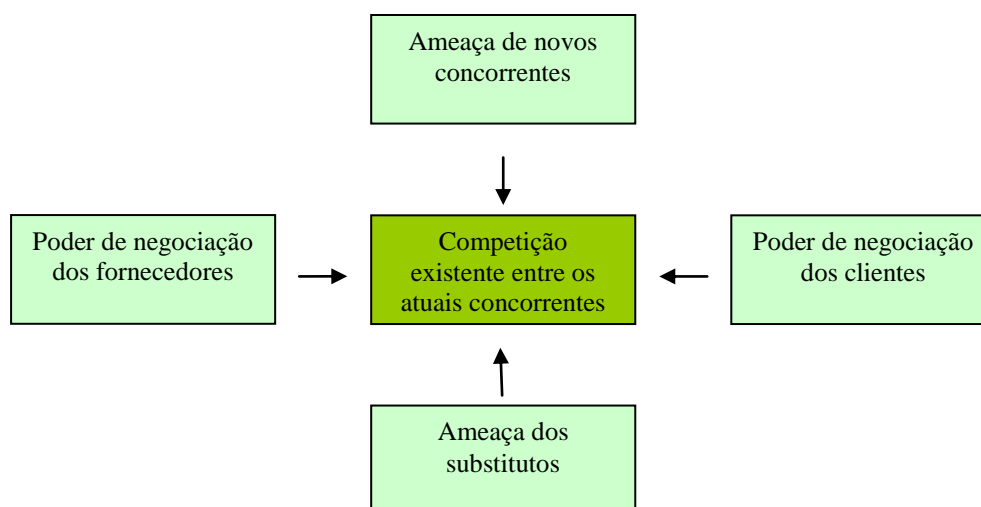 Ameaça de novos
concorrentes
Poder de negociação
dos fornecedores
Competição
existente entre os
atuais concorrentes
Poder de negociação
dos clientes
Ameaça dos
substitutos